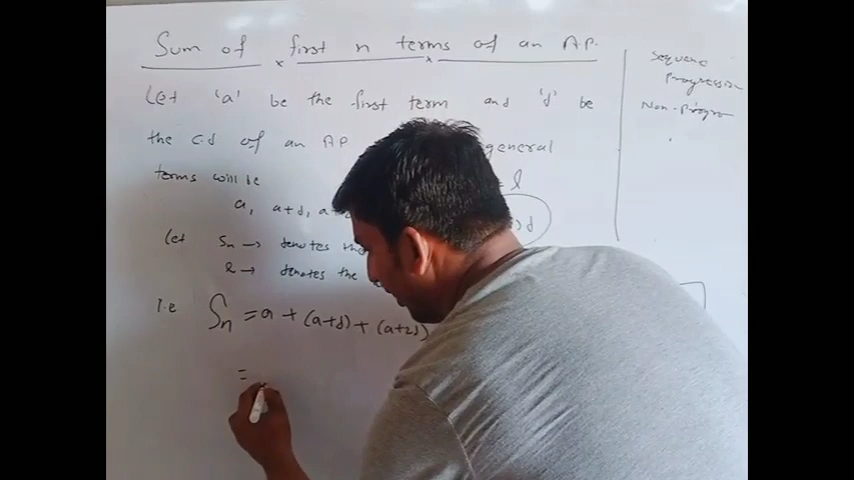 Sum of first n terms of an A.P.
Let 'a' be the first term and 'd' be
the c.d of an AP general
terms will be = l
a, a+d, a d
Let Sn → denotes the
l → denotes the
i.e Sn = a + (a+d) + (a+2d)
=
Sequence
Progression
Non-Progrn